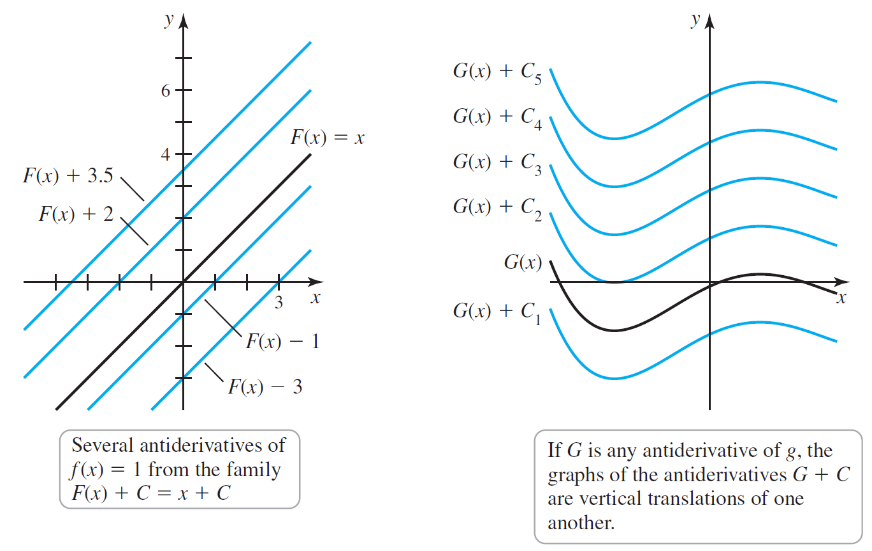 y
6
4
F(x) = x
F(x) + 3.5
F(x) + 2
3
x
F(x) − 1
F(x) − 3
Several antiderivatives of
f(x) = 1 from the family
F(x) + C = x + C
y
G(x) + C₅
G(x) + C₄
G(x) + C₃
G(x) + C₂
G(x)
x
G(x) + C₁
If G is any antiderivative of g, the
graphs of the antiderivatives G + C
are vertical translations of one
another.